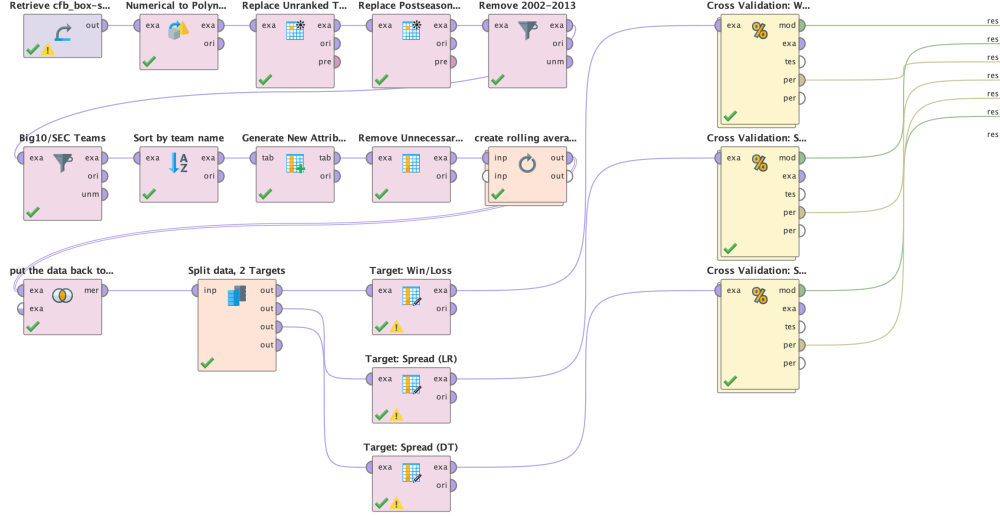 Retrieve cfb_box-s...
out
Numerical to Polyn...
exa exa
ori
Replace Unranked T...
exa exa
ori
pre
Replace Postseason...
exa exa
ori
pre
Remove 2002-2013
exa exa
ori
unm
Cross Validation: W...
exa mod
exa
tes
per
per
res
res
res
res
res
res
res
Big10/SEC Teams
exa exa
ori
unm
Sort by team name
exa exa
ori
Generate New Attrib...
tab tab
ori
Remove Unnecessar...
exa exa
ori
create rolling avera...
inp out
inp out
Cross Validation: S...
exa mod
exa
tes
per
per
put the data back to...
exa mer
exa
Split data, 2 Targets
inp out
out
out
out
Target: Win/Loss
exa exa
ori
Cross Validation: S...
exa mod
exa
tes
per
per
Target: Spread (LR)
exa exa
ori
Target: Spread (DT)
exa exa
ori